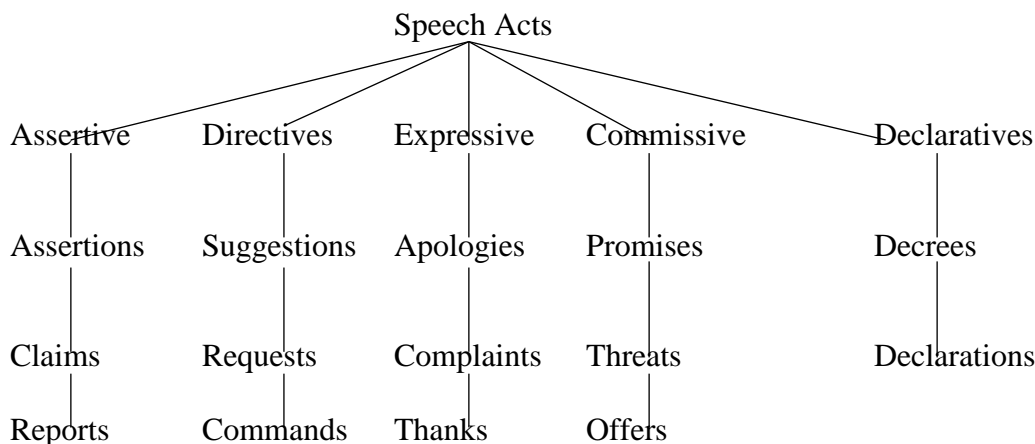 Speech Acts
Assertive Directives Expressive Commissive Declaratives
Assertions Suggestions Apologies Promises Decrees
Claims Requests Complaints Threats Declarations
Reports Commands Thanks Offers